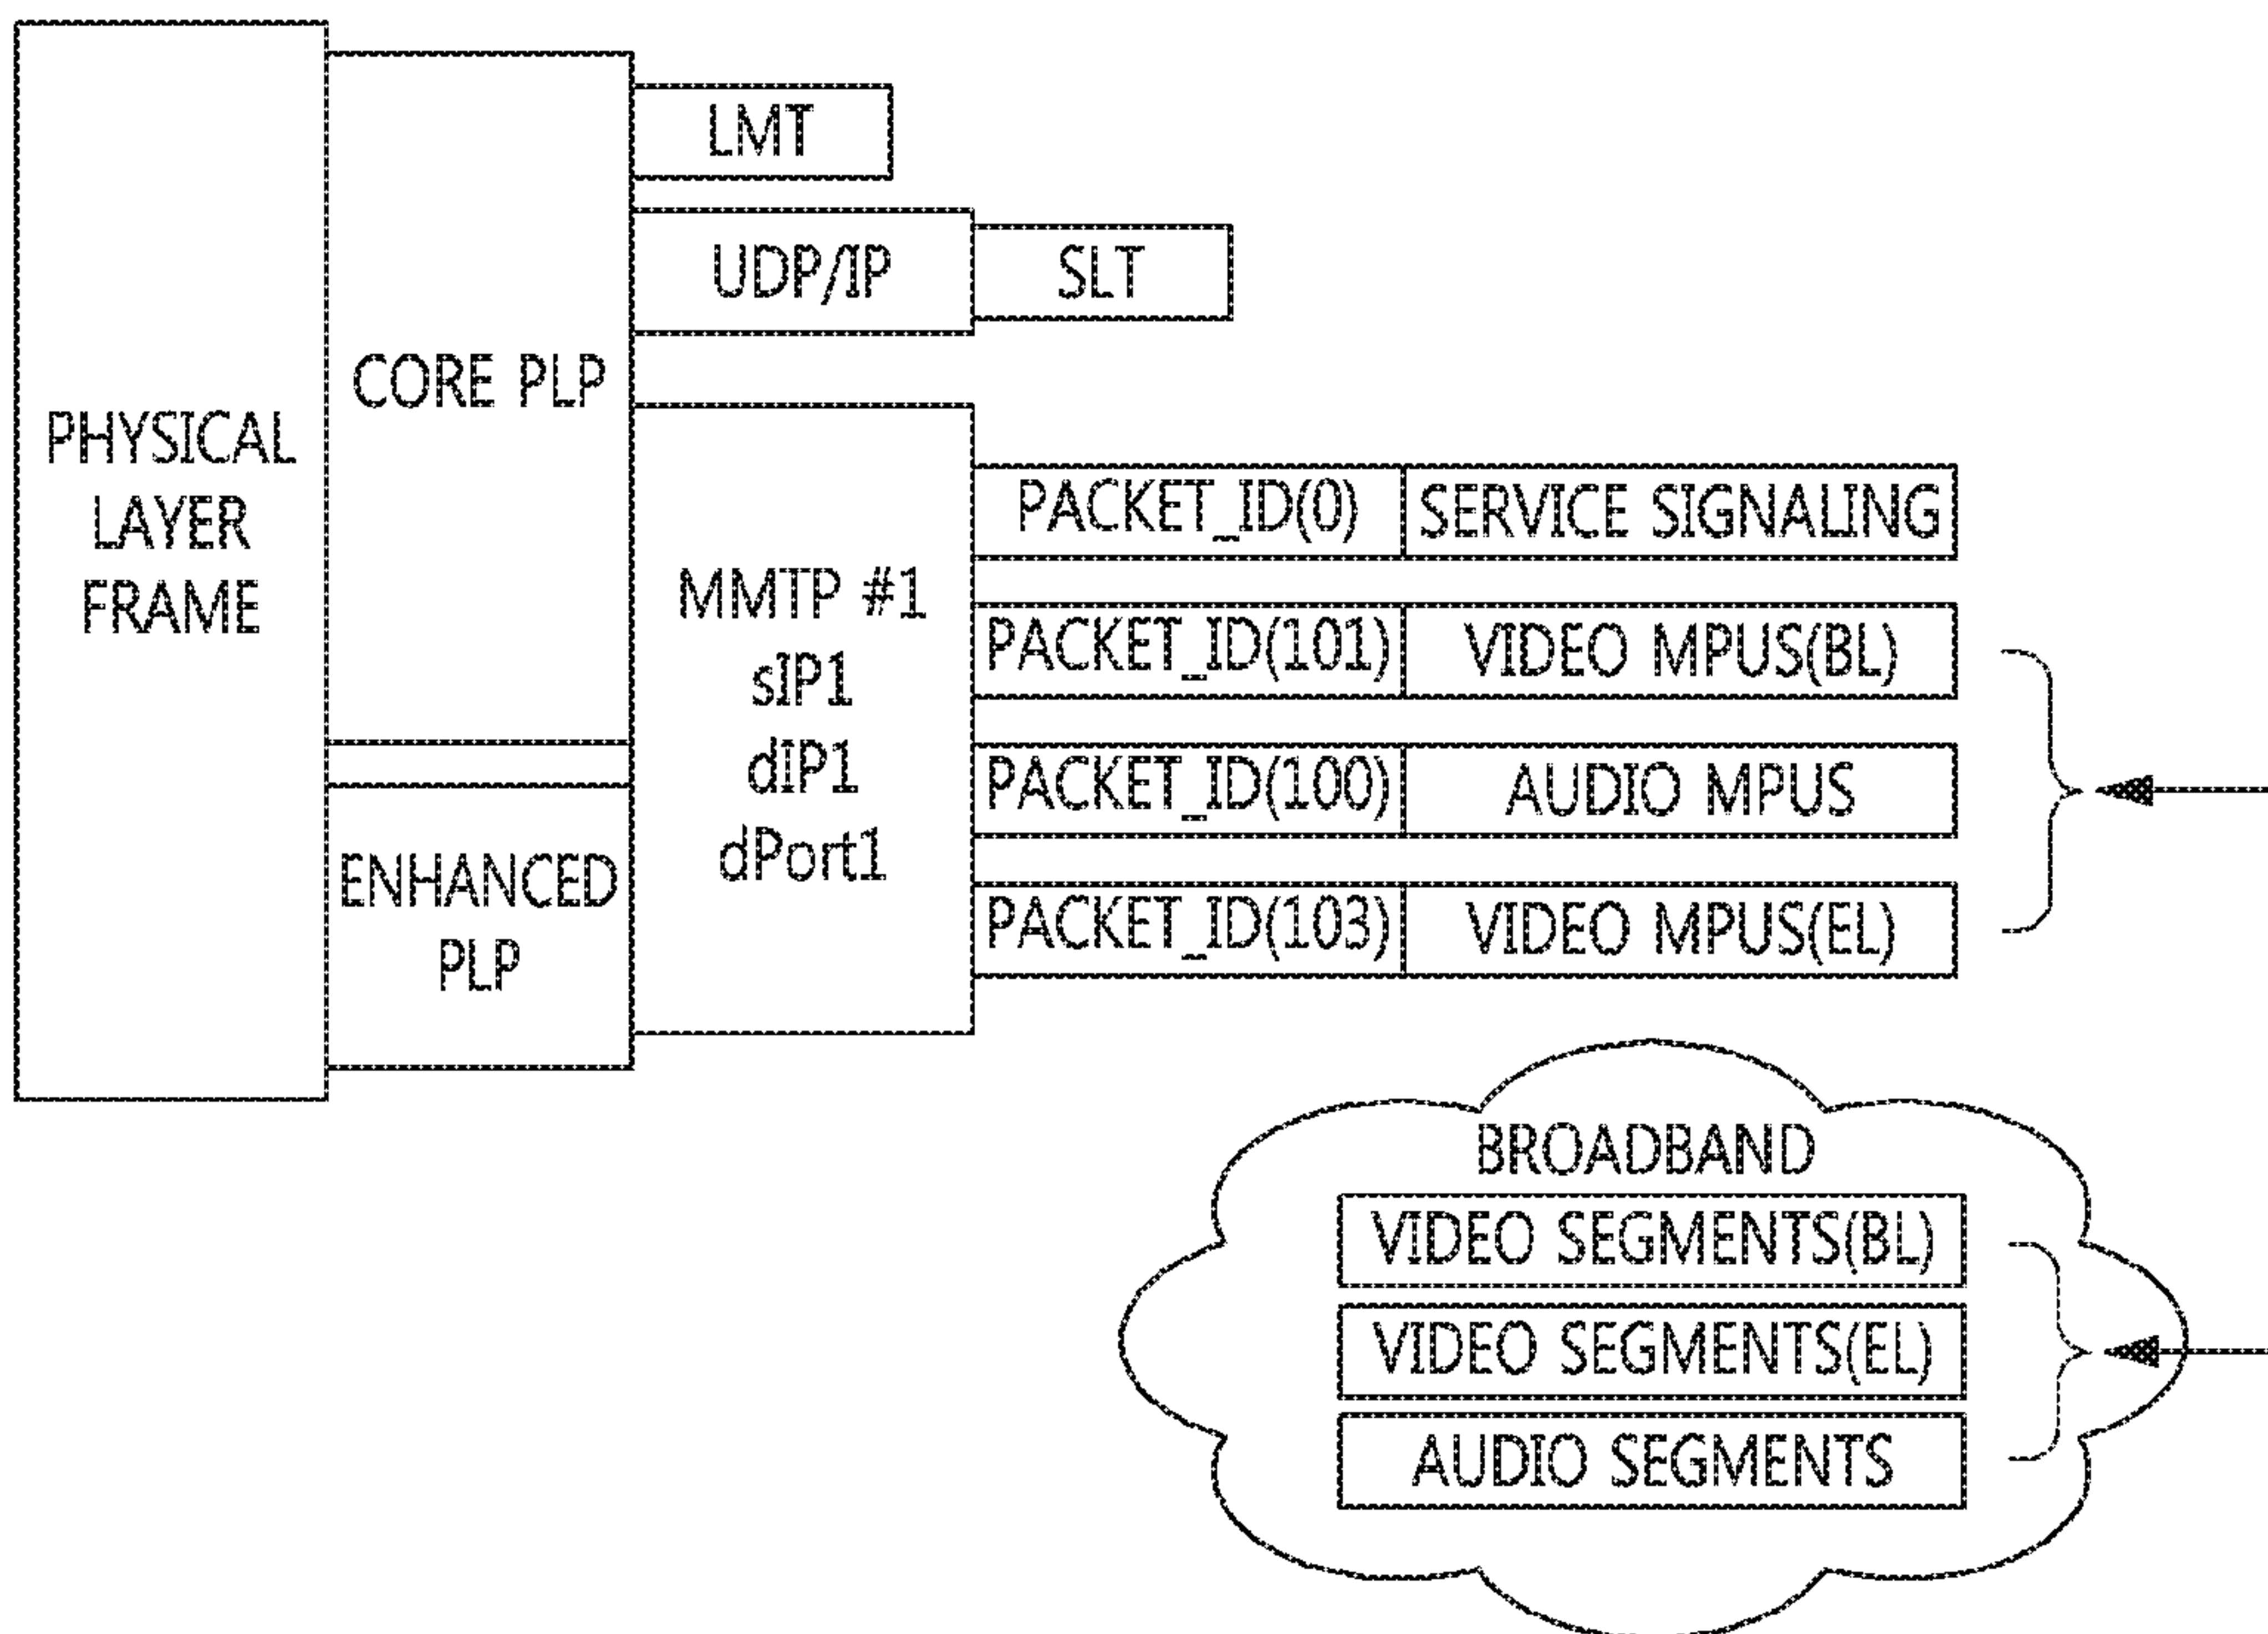 PHYSICAL
LAYER
FRAME
CORE PLP
ENHANCED
PLP
LMT
UDP/IP
SLT
MMTP #1
sIP1
dIP1
dPort1
PACKET_ID(0)
SERVICE SIGNALING
PACKET_ID(101)
VIDEO MPUS(BL)
PACKET_ID(100)
AUDIO MPUS
PACKET_ID(103)
VIDEO MPUS(EL)
BROADBAND
VIDEO SEGMENTS(BL)
VIDEO SEGMENTS(EL)
AUDIO SEGMENTS